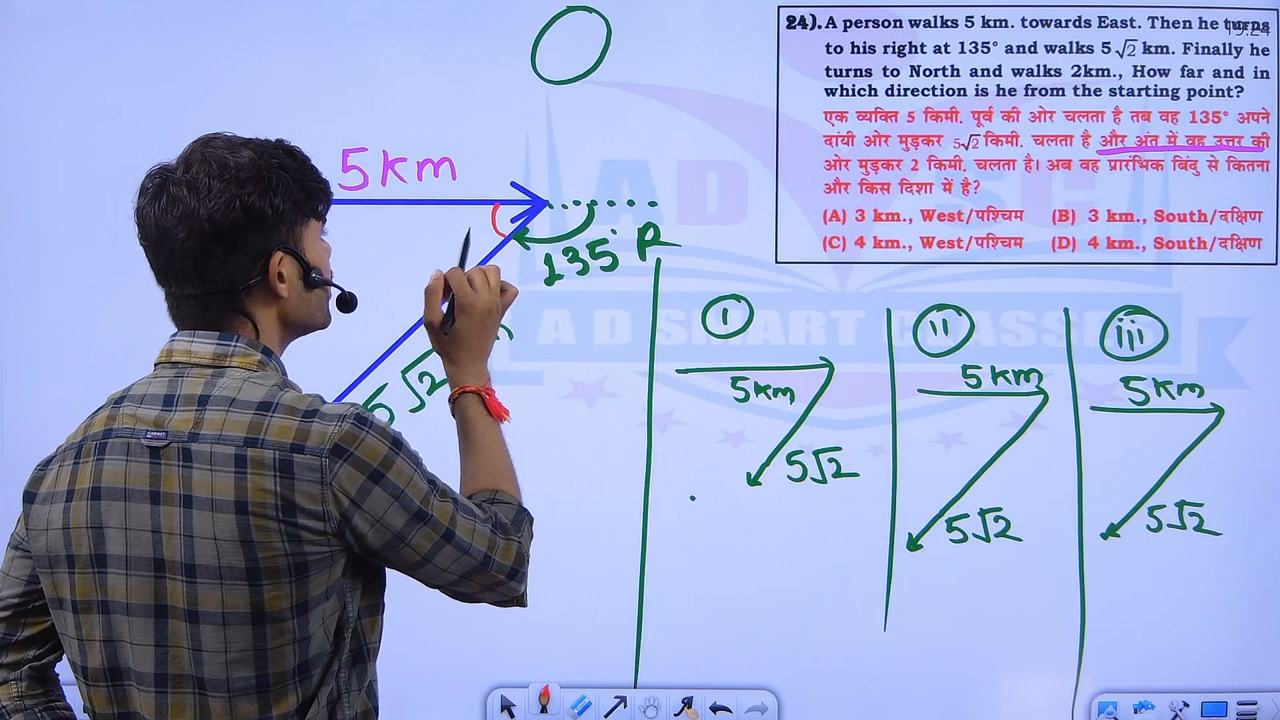 24). A person walks 5 km. towards East. Then he turns
to his right at 135° and walks 5√2 km. Finally he
turns to North and walks 2km., How far and in
which direction is he from the starting point?
एक व्यक्ति 5 किमी. पूर्व की ओर चलता है तब वह 135° अपने
दांयी ओर मुड़कर 5√2 किमी. चलता है और अंत में वह उत्तर की
ओर मुड़कर 2 किमी. चलता है। अब वह प्रारंभिक बिंदु से कितना
और किस दिशा में है?
(A) 3 km., West/पश्चिम (B) 3 km., South/दक्षिण
(C) 4 km., West/पश्चिम (D) 4 km., South/दक्षिण
5km
135° R
5√2
i
5km
5√2
ii
5km
5√2
iii
5km
5√2
A D SMART CLASSE